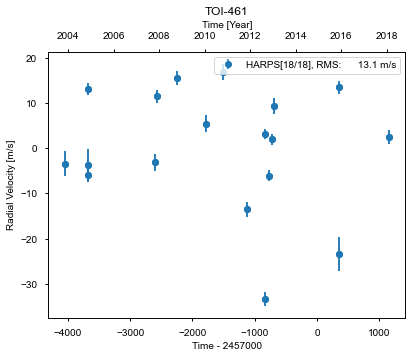 TOI-461
Time [Year]
2004 2006 2008 2010 2012 2014 2016 2018
HARPS[18/18], RMS: 13.1 m/s
20
10
0
−10
−20
−30
Radial Velocity [m/s]
−4000 −3000 −2000 −1000 0 1000
Time - 2457000